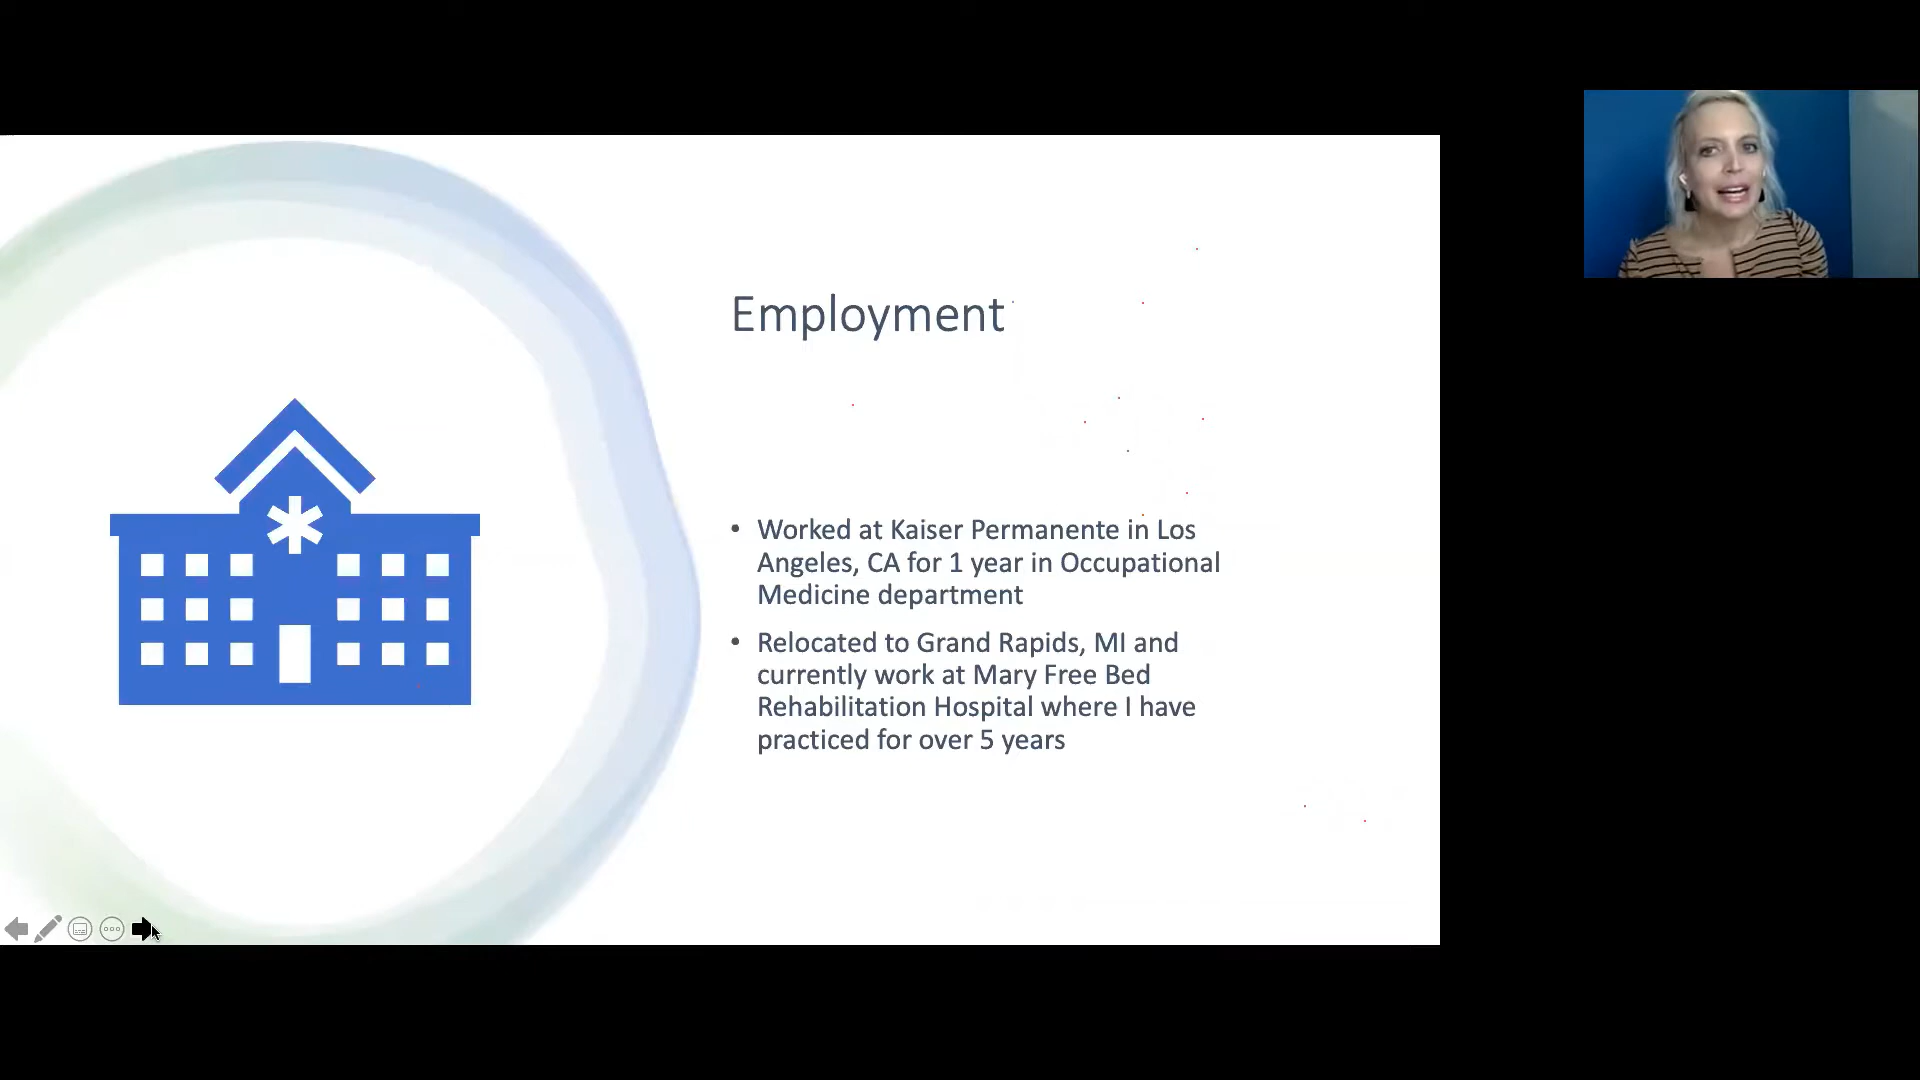 Employment
• Worked at Kaiser Permanente in Los
Angeles, CA for 1 year in Occupational
Medicine department
• Relocated to Grand Rapids, MI and
currently work at Mary Free Bed
Rehabilitation Hospital where I have
practiced for over 5 years